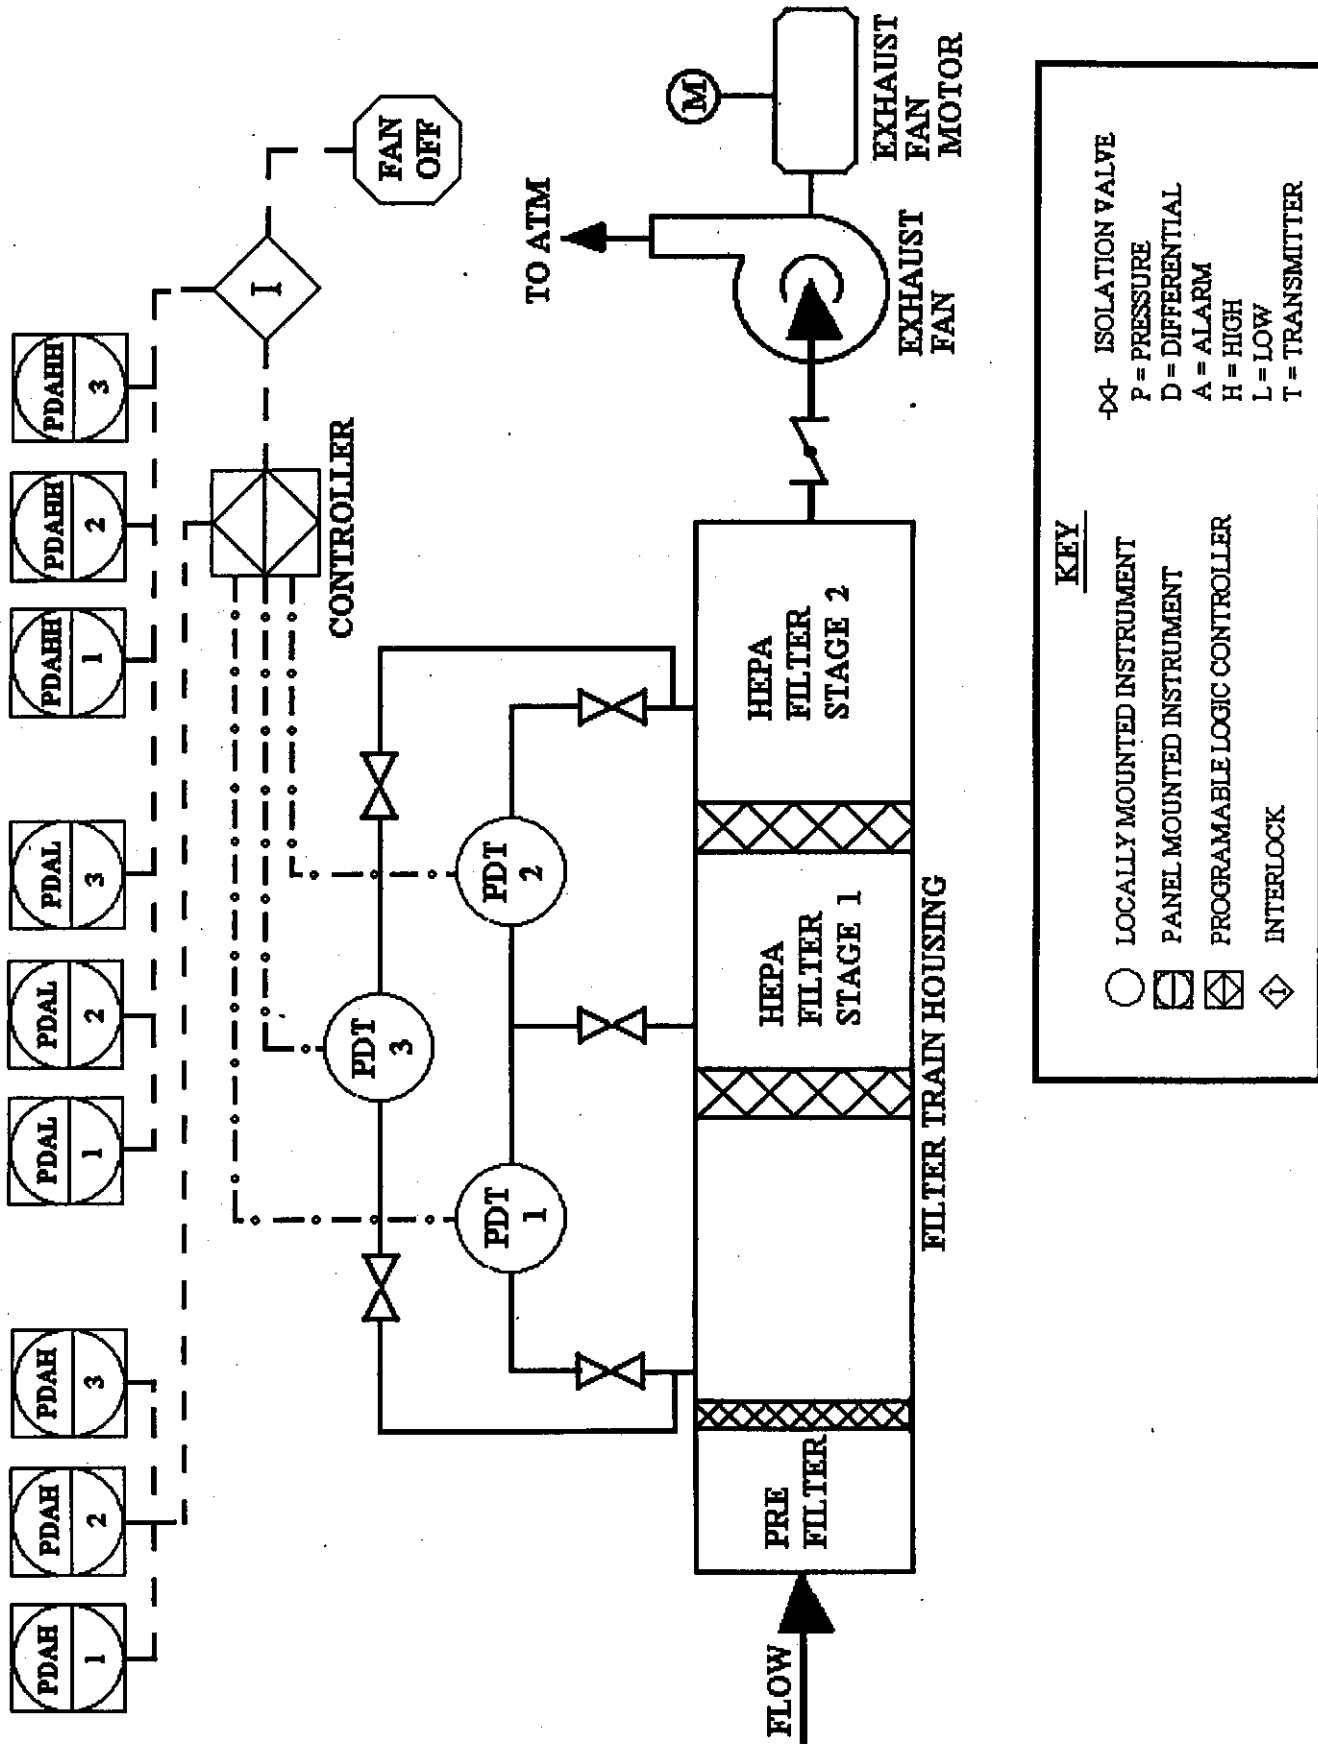 PDAH
1
PDAH
2
PDAH
3
PDAL
1
PDAL
2
PDAL
3
PDAHH
1
PDAHH
2
PDAHH
3
CONTROLLER
I
FAN
OFF
PDT
1
PDT
3
PDT
2
FLOW
PRE
FILTER
HEPA
FILTER
STAGE 1
HEPA
FILTER
STAGE 2
FILTER TRAIN HOUSING
TO ATM
EXHAUST
FAN
M
EXHAUST
FAN
MOTOR
KEY
LOCALLY MOUNTED INSTRUMENT
PANEL MOUNTED INSTRUMENT
PROGRAMABLE LOGIC CONTROLLER
I INTERLOCK
ISOLATION VALVE
P = PRESSURE
D = DIFFERENTIAL
A = ALARM
H = HIGH
L = LOW
T = TRANSMITTER